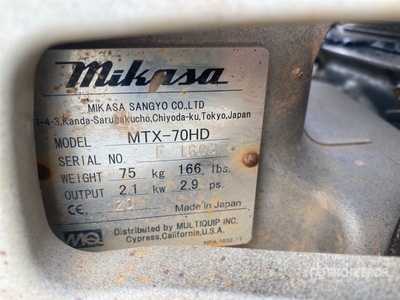 Mikasa
MIKASA SANGYO CO.,LTD
-4-3,Kanda-Sarugakucho,Chiyoda-ku,Tokyo,Japan
MODEL MTX-70HD
SERIAL NO. F
WEIGHT 75 kg 166 lbs.
OUTPUT 2.1 kw 2.9 ps.
CE
Made in Japan
MQ Distributed by MULTIQUIP INC.
Cypress,California,U.S.A.